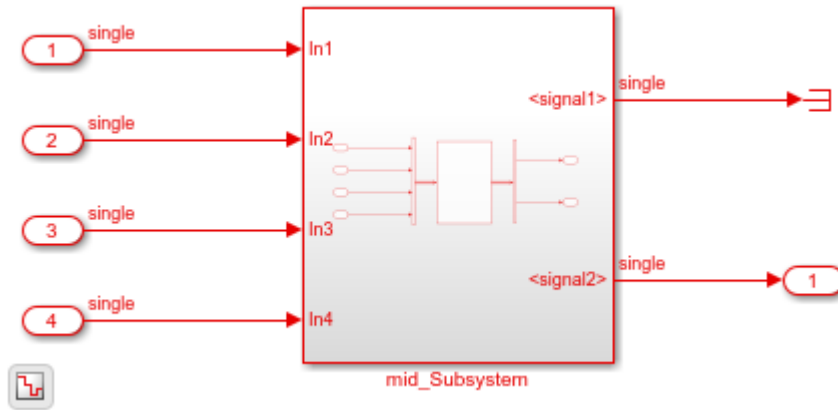 single
1
In1
single
<signal1>
single
2
In2
single
3
In3
single
<signal2>
1
single
4
In4
mid_Subsystem